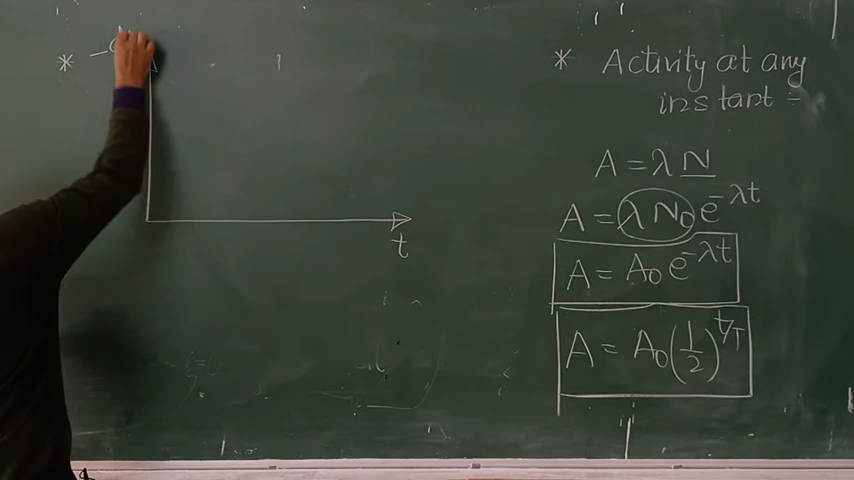 *
t
* Activity at any
instant =
A = λ N
A = λ N₀ e^-λt
A = A₀ e^-λt
A = A₀ (1/2)^t/T